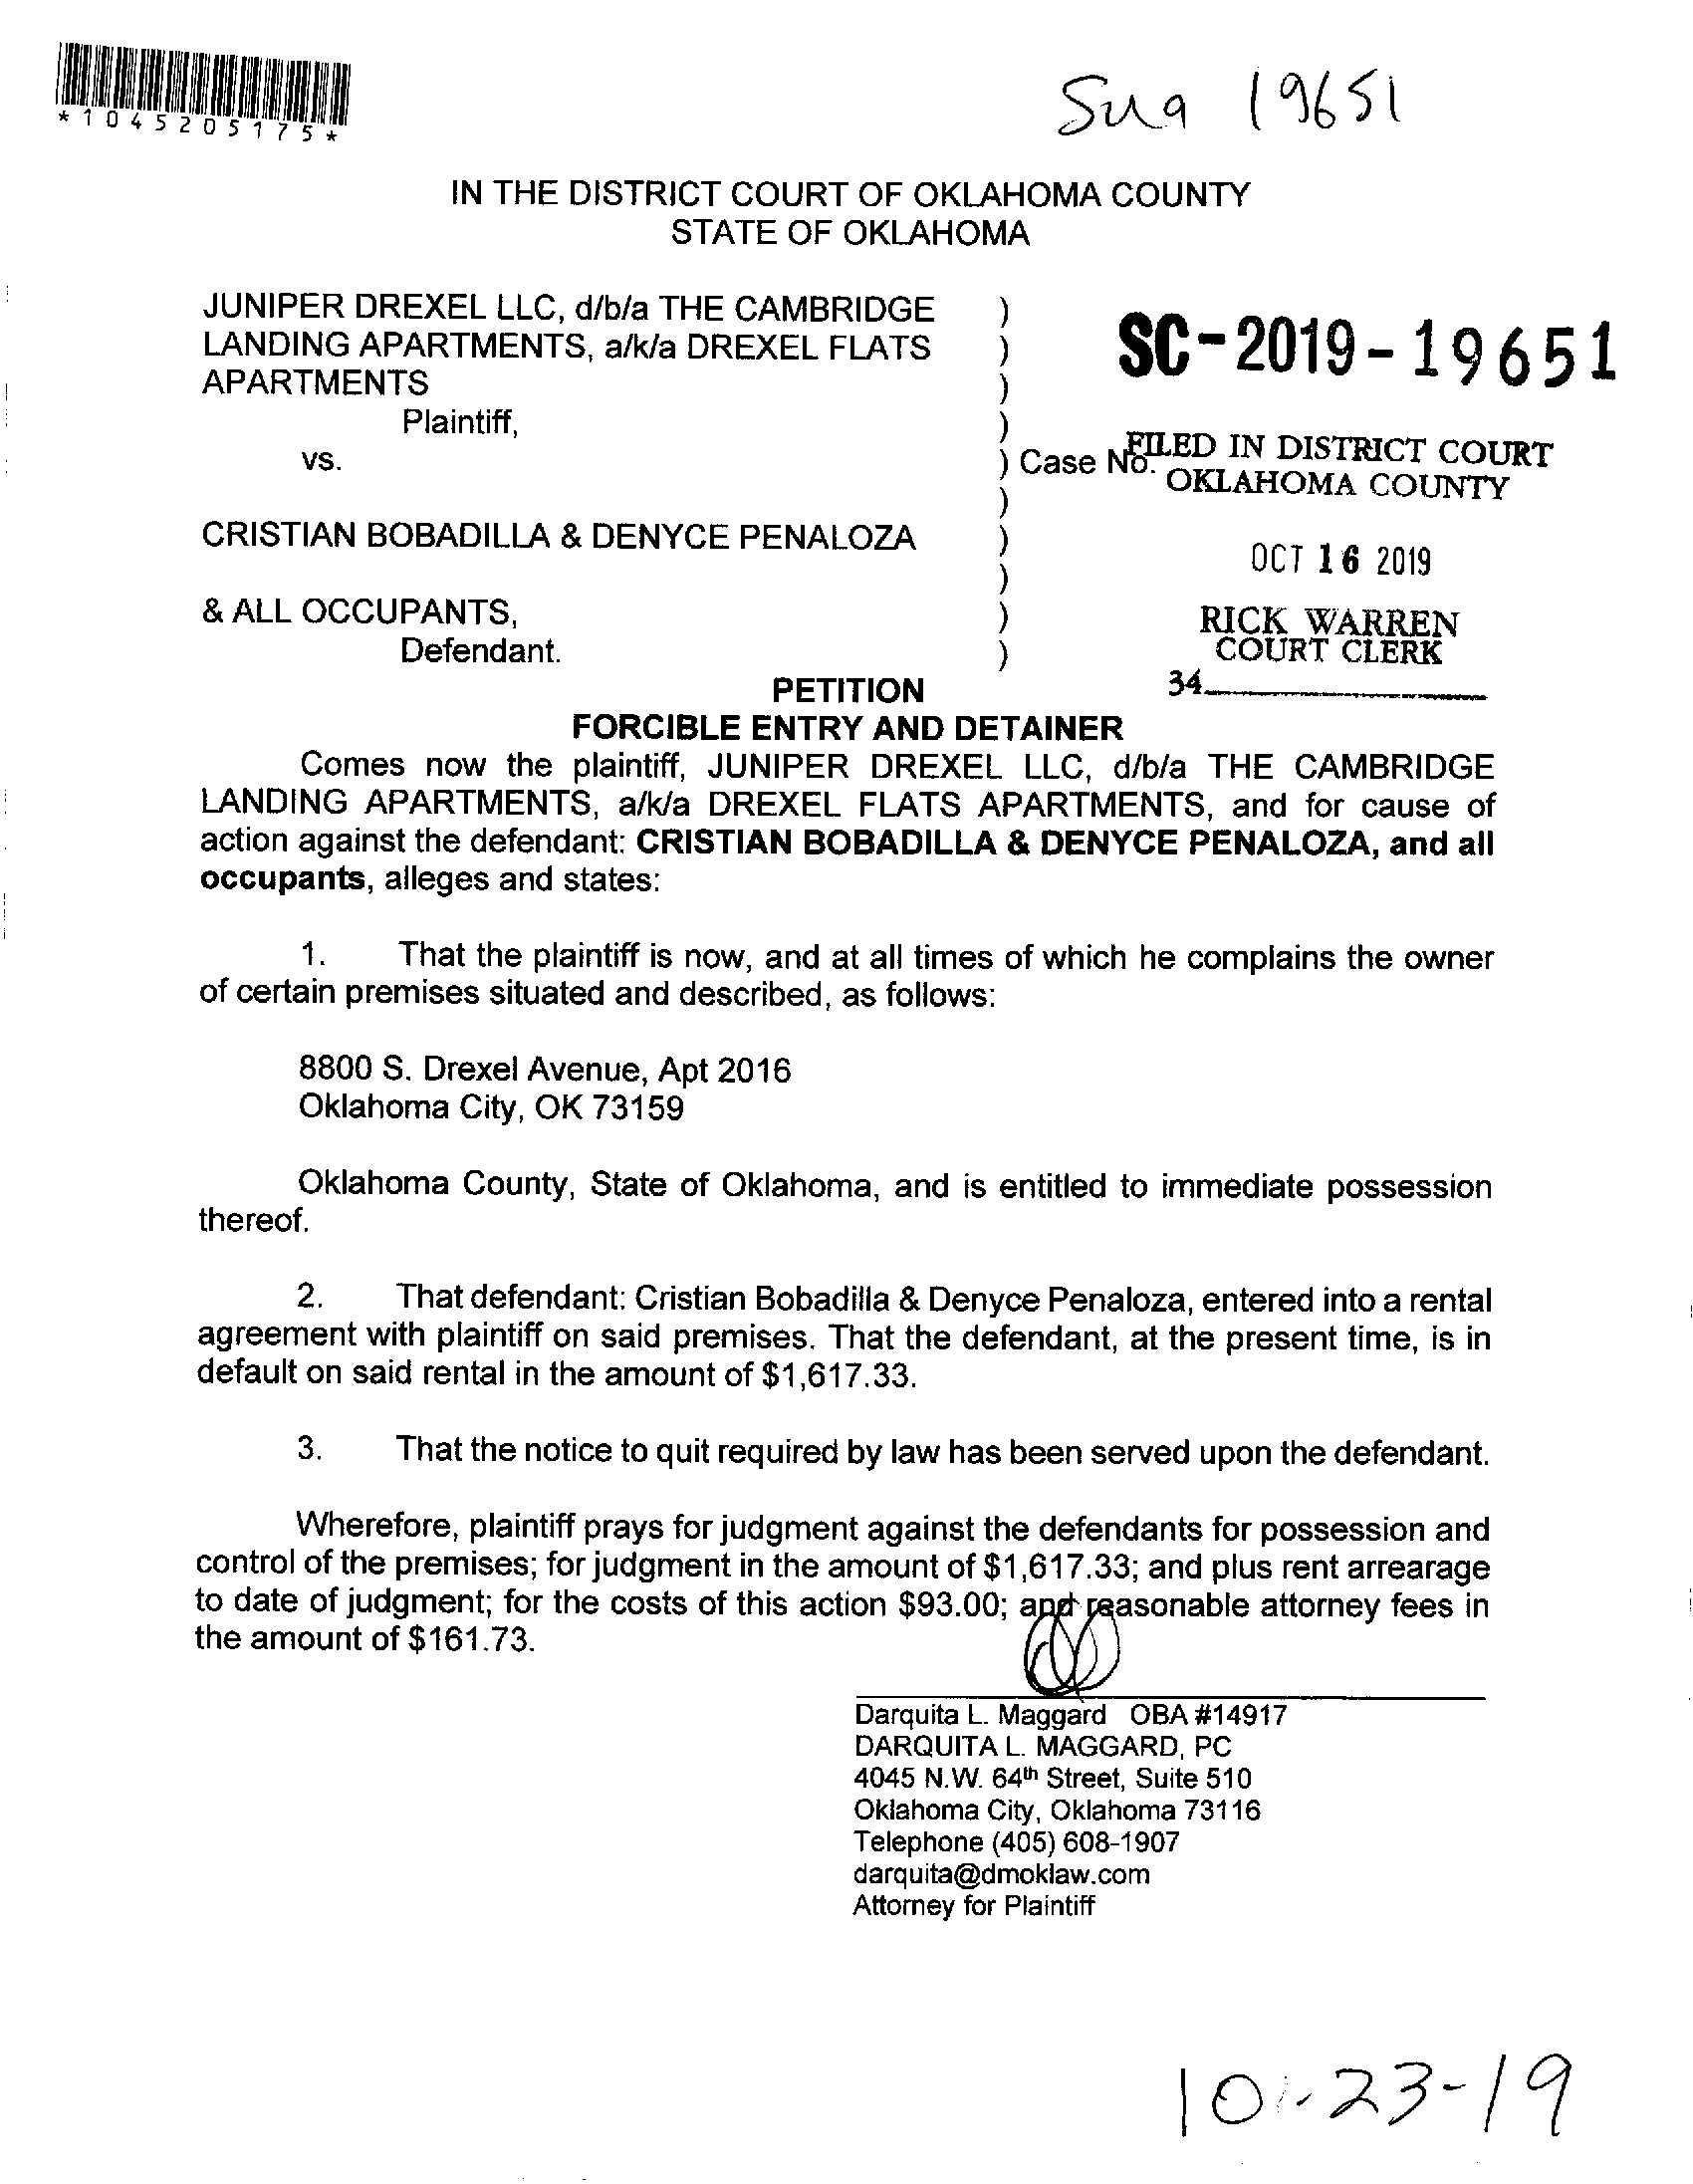 *1045205175*
19651
IN THE DISTRICT COURT OF OKLAHOMA COUNTY
STATE OF OKLAHOMA
JUNIPER DREXEL LLC, d/b/a THE CAMBRIDGE )
LANDING APARTMENTS, a/k/a DREXEL FLATS )
APARTMENTS )
Plaintiff, )
vs. ) Case No.
)
CRISTIAN BOBADILLA & DENYCE PENALOZA )
)
& ALL OCCUPANTS, )
Defendant. )
SC-2019-19651
FILED IN DISTRICT COURT
OKLAHOMA COUNTY
OCT 16 2019
RICK WARREN
COURT CLERK
34
PETITION
FORCIBLE ENTRY AND DETAINER
Comes now the plaintiff, JUNIPER DREXEL LLC, d/b/a THE CAMBRIDGE
LANDING APARTMENTS, a/k/a DREXEL FLATS APARTMENTS, and for cause of
action against the defendant: CRISTIAN BOBADILLA & DENYCE PENALOZA, and all
occupants, alleges and states:
1. That the plaintiff is now, and at all times of which he complains the owner
of certain premises situated and described, as follows:
8800 S. Drexel Avenue, Apt 2016
Oklahoma City, OK 73159
Oklahoma County, State of Oklahoma, and is entitled to immediate possession
thereof.
2. That defendant: Cristian Bobadilla & Denyce Penaloza, entered into a rental
agreement with plaintiff on said premises. That the defendant, at the present time, is in
default on said rental in the amount of $1,617.33.
3. That the notice to quit required by law has been served upon the defendant.
Wherefore, plaintiff prays for judgment against the defendants for possession and
control of the premises; for judgment in the amount of $1,617.33; and plus rent arrearage
to date of judgment; for the costs of this action $93.00; and reasonable attorney fees in
the amount of $161.73.
Darquita L. Maggard OBA #14917
DARQUITA L. MAGGARD, PC
4045 N.W. 64th Street, Suite 510
Oklahoma City, Oklahoma 73116
Telephone (405) 608-1907
darquita@dmoklaw.com
Attorney for Plaintiff
10-23-19